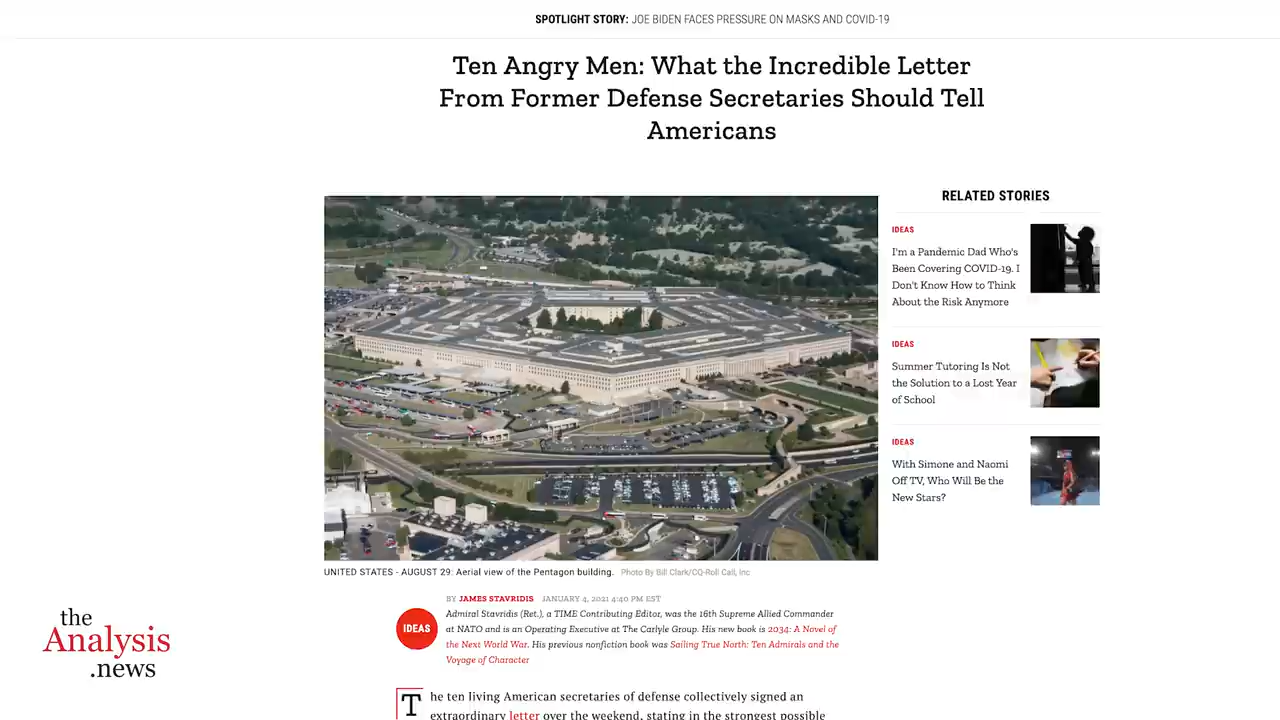 SPOTLIGHT STORY: JOE BIDEN FACES PRESSURE ON MASKS AND COVID-19
Ten Angry Men: What the Incredible Letter
From Former Defense Secretaries Should Tell
Americans
RELATED STORIES
IDEAS
I'm a Pandemic Dad Who's
Been Covering COVID-19. I
Don't Know How to Think
About the Risk Anymore
IDEAS
Summer Tutoring Is Not
the Solution to a Lost Year
of School
IDEAS
With Simone and Naomi
Off TV, Who Will Be the
New Stars?
UNITED STATES - AUGUST 29: Aerial view of the Pentagon building. Photo By Bill Clark/CQ-Roll Call, Inc
BY JAMES STAVRIDIS JANUARY 4, 2021 4:40 PM EST
IDEAS
Admiral Stavridis (Ret.), a TIME Contributing Editor, was the 16th Supreme Allied Commander
at NATO and is an Operating Executive at The Carlyle Group. His new book is 2034: A Novel of
the Next World War. His previous nonfiction book was Sailing True North: Ten Admirals and the
Voyage of Character
The ten living American secretaries of defense collectively signed an
extraordinary letter over the weekend, stating in the strongest possible
the
Analysis
.news